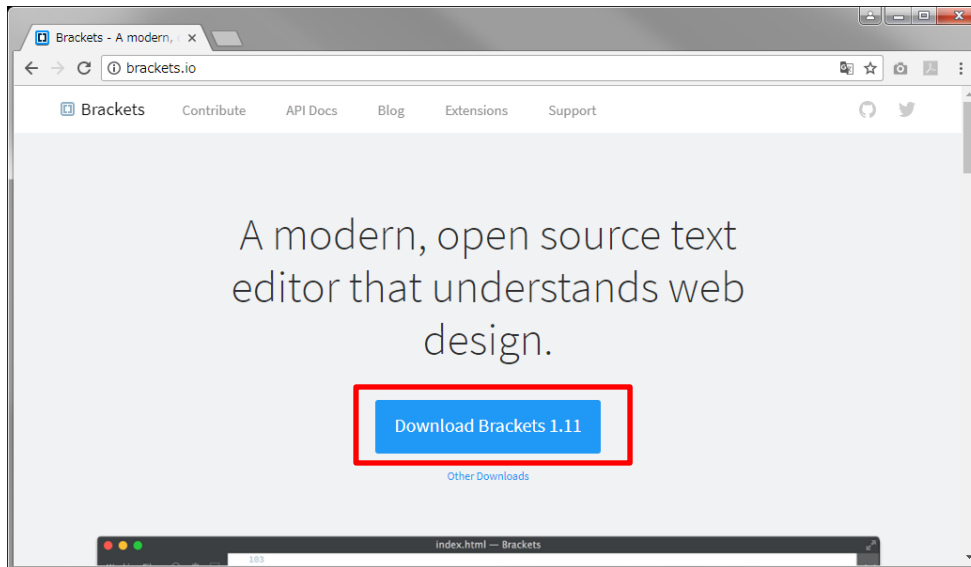 Brackets - A modern, 
brackets.io
Brackets Contribute API Docs Blog Extensions Support
A modern, open source text
editor that understands web
design.
Download Brackets 1.11
Other Downloads
index.html — Brackets
103